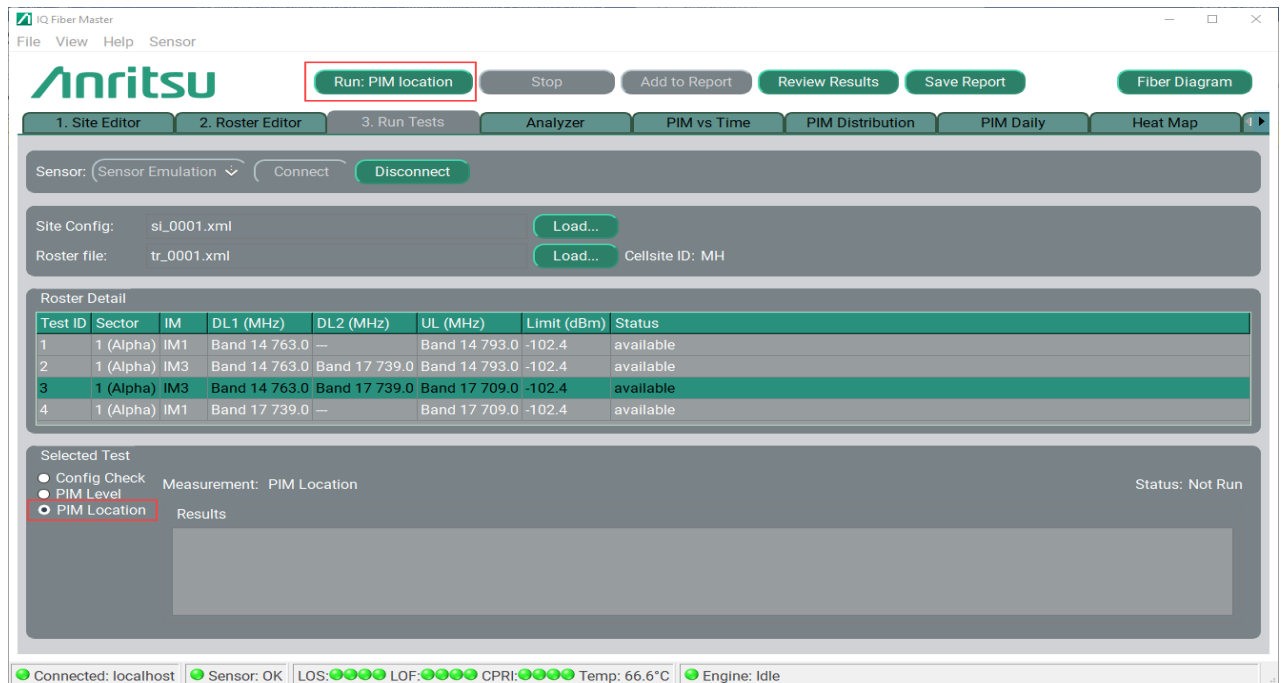 IQ Fiber Master
File View Help Sensor
Anritsu
Run: PIM location Stop Add to Report Review Results Save Report Fiber Diagram
1. Site Editor 2. Roster Editor 3. Run Tests Analyzer PIM vs Time PIM Distribution PIM Daily Heat Map
Sensor: Sensor Emulation Connect Disconnect
Site Config: si_0001.xml Load...
Roster file: tr_0001.xml Load... Cellsite ID: MH
Roster Detail
Test ID Sector IM DL1 (MHz) DL2 (MHz) UL (MHz) Limit (dBm) Status
1 1 (Alpha) IM1 Band 14 763.0 — Band 14 793.0 -102.4 available
2 1 (Alpha) IM3 Band 14 763.0 Band 17 739.0 Band 14 793.0 -102.4 available
3 1 (Alpha) IM3 Band 14 763.0 Band 17 739.0 Band 17 709.0 -102.4 available
4 1 (Alpha) IM1 Band 17 739.0 — Band 17 709.0 -102.4 available
Selected Test
Config Check
PIM Level
PIM Location
Measurement: PIM Location Status: Not Run
Results
Connected: localhost Sensor: OK LOS: LOF: CPRI: Temp: 66.6°C Engine: Idle